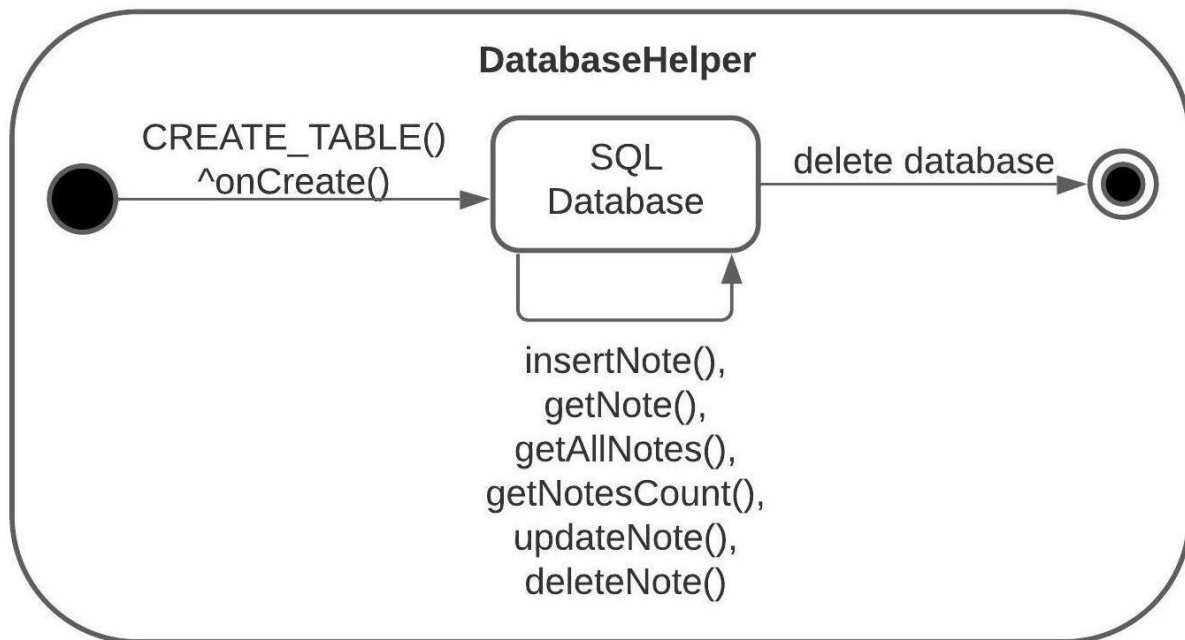 DatabaseHelper
CREATE_TABLE()
^onCreate()
SQL
Database
delete database
insertNote(),
getNote(),
getAllNotes(),
getNotesCount(),
updateNote(),
deleteNote()